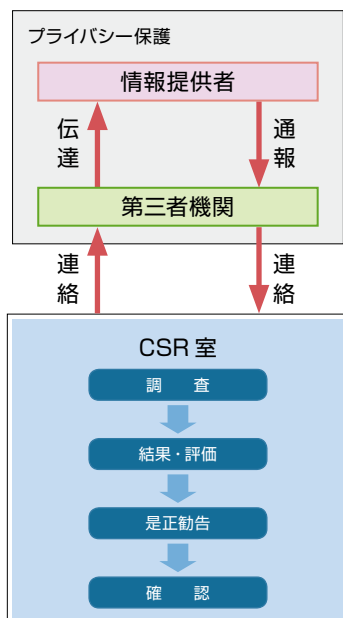 プライバシー保護
情報提供者
伝達
通報
第三者機関
連絡
連絡
CSR室
調　査
結果・評価
是正勧告
確　認